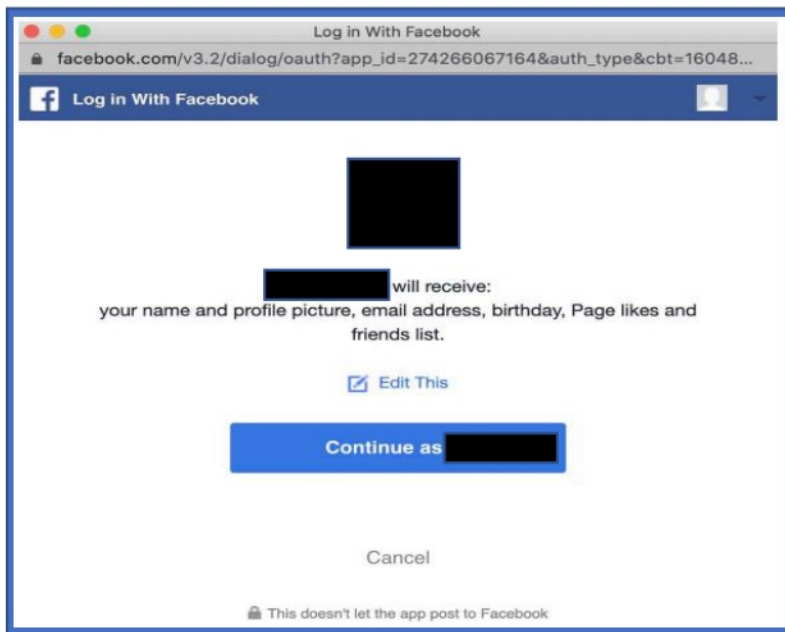 Log in With Facebook
facebook.com/v3.2/dialog/oauth?app_id=274266067164&auth_type&cbt=16048...
f Log in With Facebook
will receive:
your name and profile picture, email address, birthday, Page likes and
friends list.
Edit This
Continue as
Cancel
This doesn't let the app post to Facebook